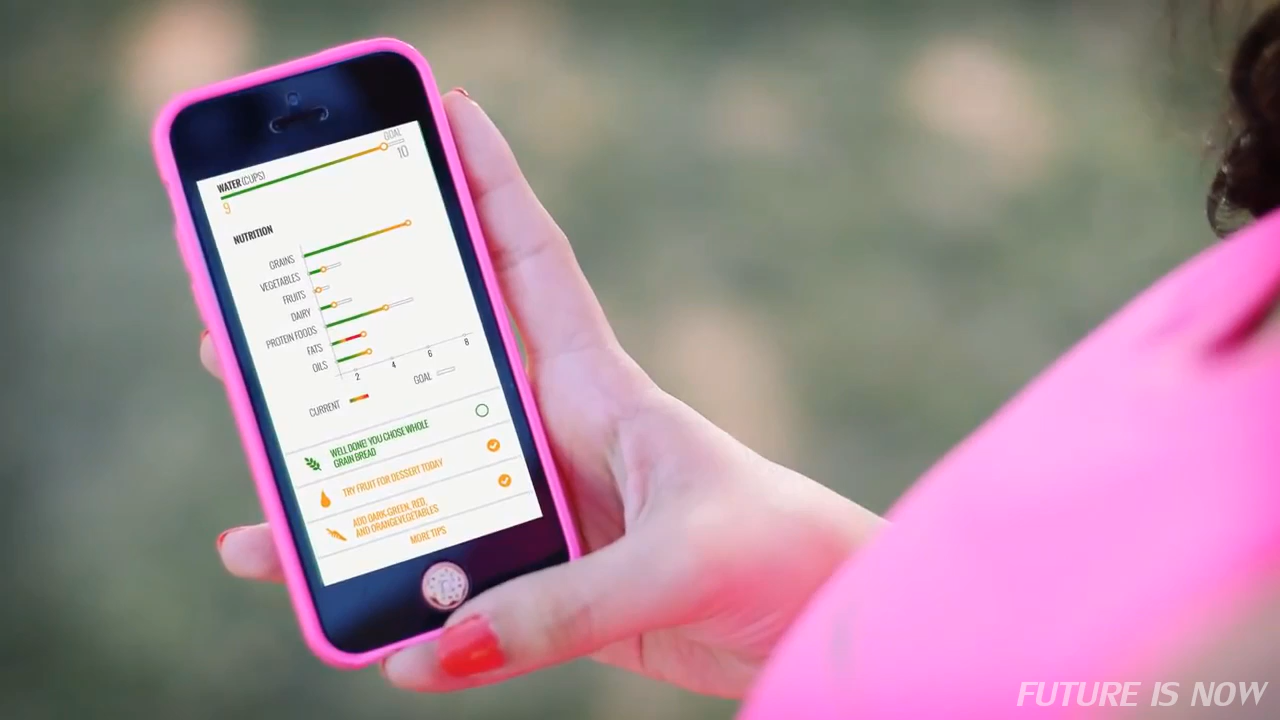 GOAL
WATER (CUPS)
10
9
NUTRITION
GRAINS
VEGETABLES
FRUITS
DAIRY
PROTEIN FOODS
FATS
OILS
2 4 6 8
CURRENT
GOAL
WELL DONE! YOU CHOSE WHOLE
GRAIN BREAD
TRY FRUIT FOR DESSERT TODAY
ADD DARK-GREEN, RED,
AND ORANGEVEGETABLES
MORE TIPS
FUTURE IS NOW